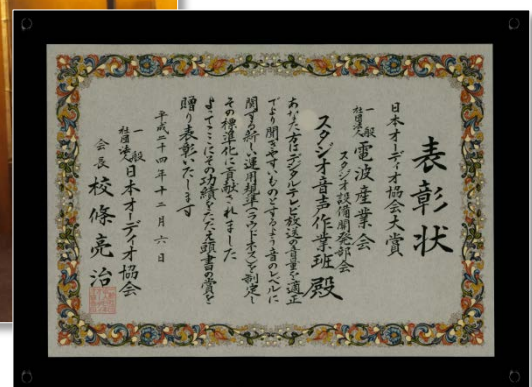 表彰状
日本オーディオ協会大賞
一般社団法人電波産業会
スタジオ設備開発部会
スタジオ音声作業班殿
あなた方はデジタルテレビ放送の音量を適正
でより聞きやすいものとするよう音のレベルに
関する新しい運用規準(ラウドネス)を制定し
その標準化に貢献されました
よってここにその功績をたたえ頭書の賞を
贈り表彰いたします
平成二十四年十二月六日
一般社団法人日本オーディオ協会
会長 校條亮治